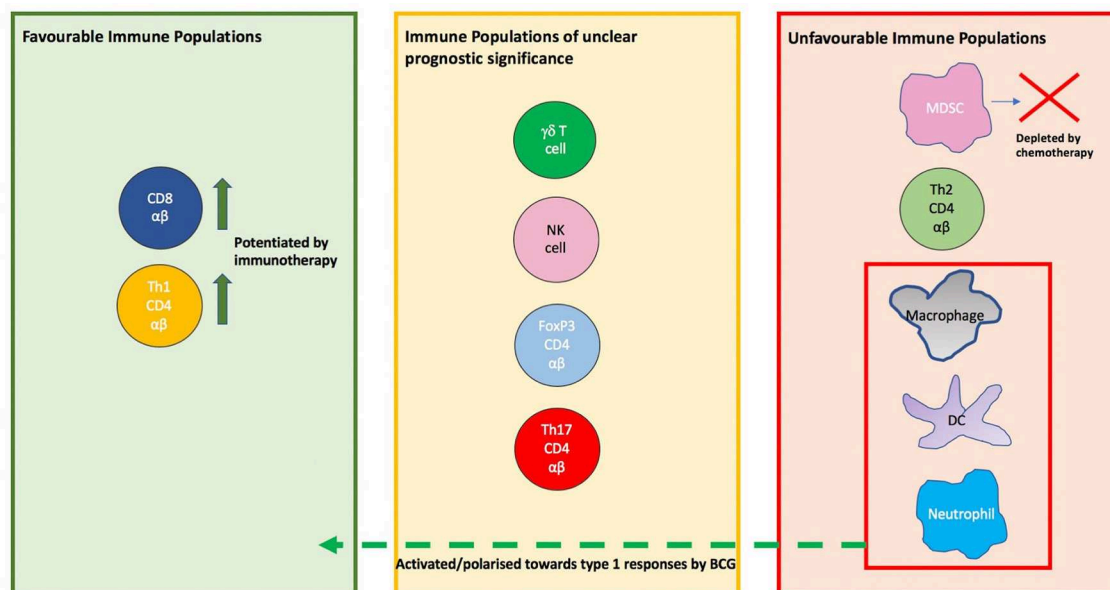 Favourable Immune Populations
CD8
αβ
Potentiated by
immunotherapy
Th1
CD4
αβ
Immune Populations of unclear
prognostic significance
γδ T
cell
NK
cell
FoxP3
CD4
αβ
Th17
CD4
αβ
Activated/polarised towards type 1 responses by BCG
Unfavourable Immune Populations
MDSC
Depleted by
chemotherapy
Th2
CD4
αβ
Macrophage
DC
Neutrophil